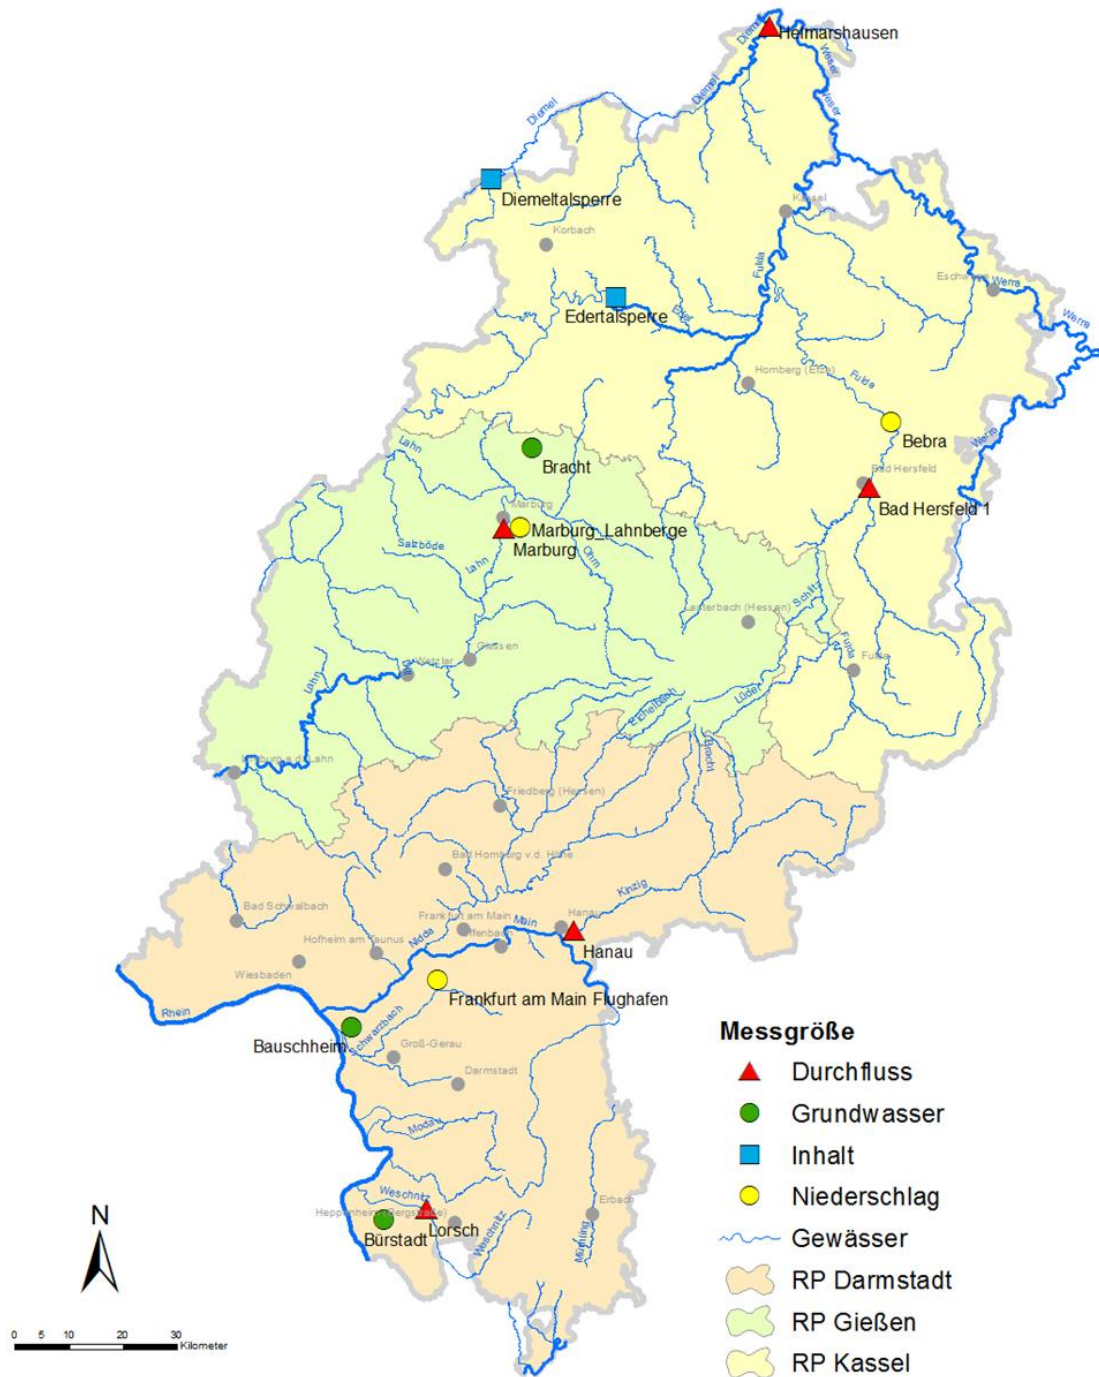 Diemel
Helmarshausen
Weser
Weser
Diemel
Diemel
Diemeltalsperre
Kassel
Korbach
Fulda
Eschwege
Werra
Edertalsperre
Eder
Werra
Homberg (Efze)
Fulda
Bebra
Lahn
Bracht
Werra
Bad Hersfeld
Bad Hersfeld 1
Marburg
Marburg_Lahnberge
Marburg
Salzböde
Lahn
Ohm
Schlitz
Lauterbach (Hessen)
Giessen
Fulda
Fulda
Wetzlar
Dill
Lahn
Lüder
Eichelbach
Bracht
Limburg a.d. Lahn
Friedberg (Hessen)
Bad Homburg v.d. Höhe
Kinzig
Bad Schwalbach
Frankfurt am Main
Main
Hanau
Nidda
Offenbach
Hanau
Hofheim am Taunus
Wiesbaden
Frankfurt am Main Flughafen
Rhein
Schwarzbach
Bauschheim
Groß-Gerau
Darmstadt
Modau
Weschnitz
Erbach
Heppenheim (Bergstraße)
Lorsch
Bürstadt
Weschnitz
Mümling
Messgröße
Durchfluss
Grundwasser
Inhalt
Niederschlag
Gewässer
RP Darmstadt
RP Gießen
RP Kassel
N
0 5 10 20 30
Kilometer